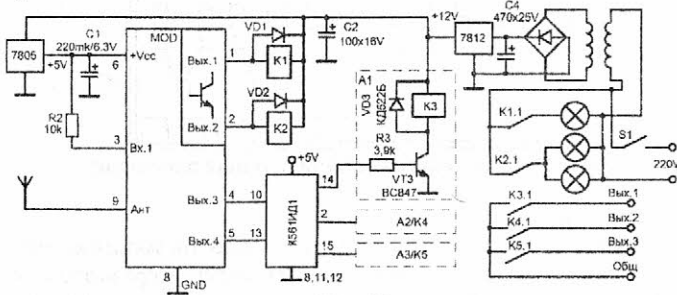 C1
220mk/6.3V
7805
+5V
6
+Vcc
MOD
R2
10k
3
Вх.1
9
Ант
8
GND
Вых.1
1
Вых.2
2
Вых.3
4
Вых.4
5
VD1
K1
VD2
K2
C2
100x16V
+5V
10
13
К561ИД1
14
2
15
8,11,12
A1
VD3
КД522Б
K3
R3
3,9k
VT3
BC847
A2/K4
A3/K5
+12V
7812
C4
470x25V
K1.1
K2.1
S1
220V
K3.1
Вых.1
K4.1
Вых.2
K5.1
Вых.3
Общ